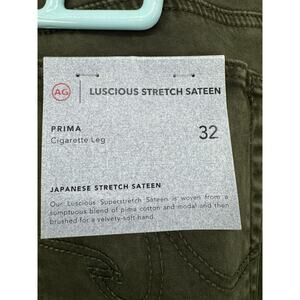 AG LUSCIOUS STRETCH SATEEN
PRIMA 32
Cigarette Leg
JAPANESE STRETCH SATEEN
Our Luscious Superstretch Sateen is woven from a
sumptuous blend of pima cotton and modal and then
brushed for a velvety-soft hand.